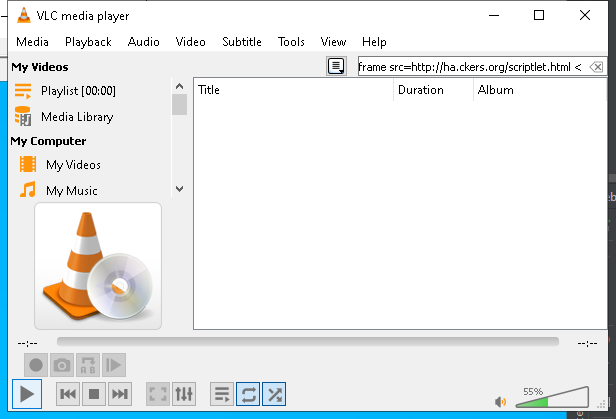 VLC media player
Media Playback Audio Video Subtitle Tools View Help
My Videos
frame src=http://ha.ckers.org/scriptlet.html <
Playlist [00:00]
Title Duration Album
Media Library
My Computer
My Videos
My Music
--:-- --:--
A B
55%